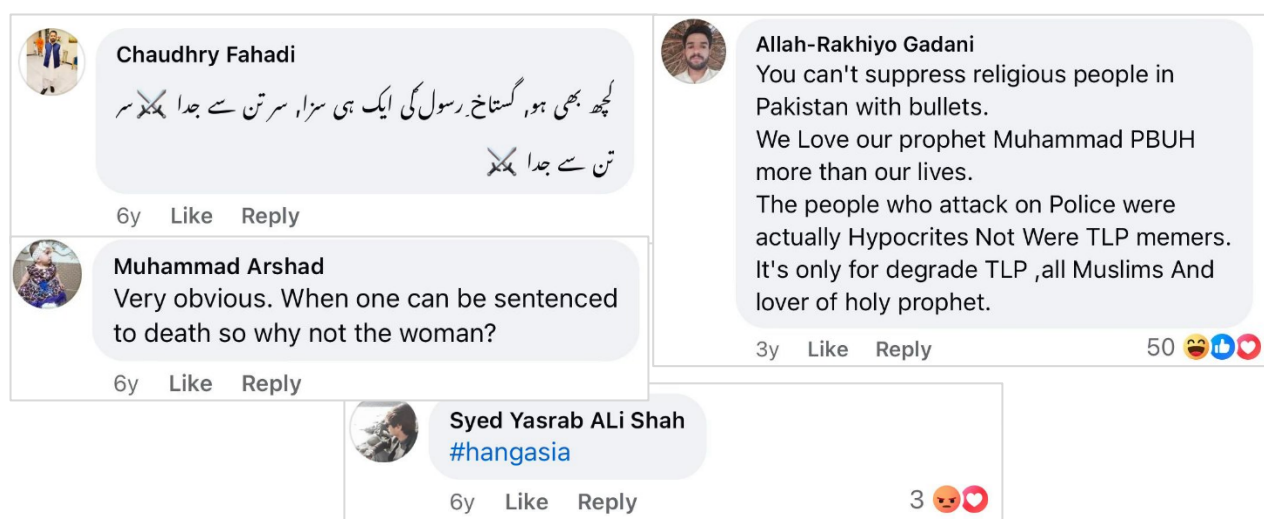 Chaudhry Fahadi
کچھ بھی ہو, گستاخِ رسول کی ایک ہی سزا, سر تن سے جدا ⚔️ سر
تن سے جدا ⚔️
6y Like Reply
Muhammad Arshad
Very obvious. When one can be sentenced
to death so why not the woman?
6y Like Reply
Allah-Rakhiyo Gadani
You can't suppress religious people in
Pakistan with bullets.
We Love our prophet Muhammad PBUH
more than our lives.
The people who attack on Police were
actually Hypocrites Not Were TLP memers.
It's only for degrade TLP ,all Muslims And
lover of holy prophet.
3y Like Reply 50
Syed Yasrab ALi Shah
#hangasia
6y Like Reply 3